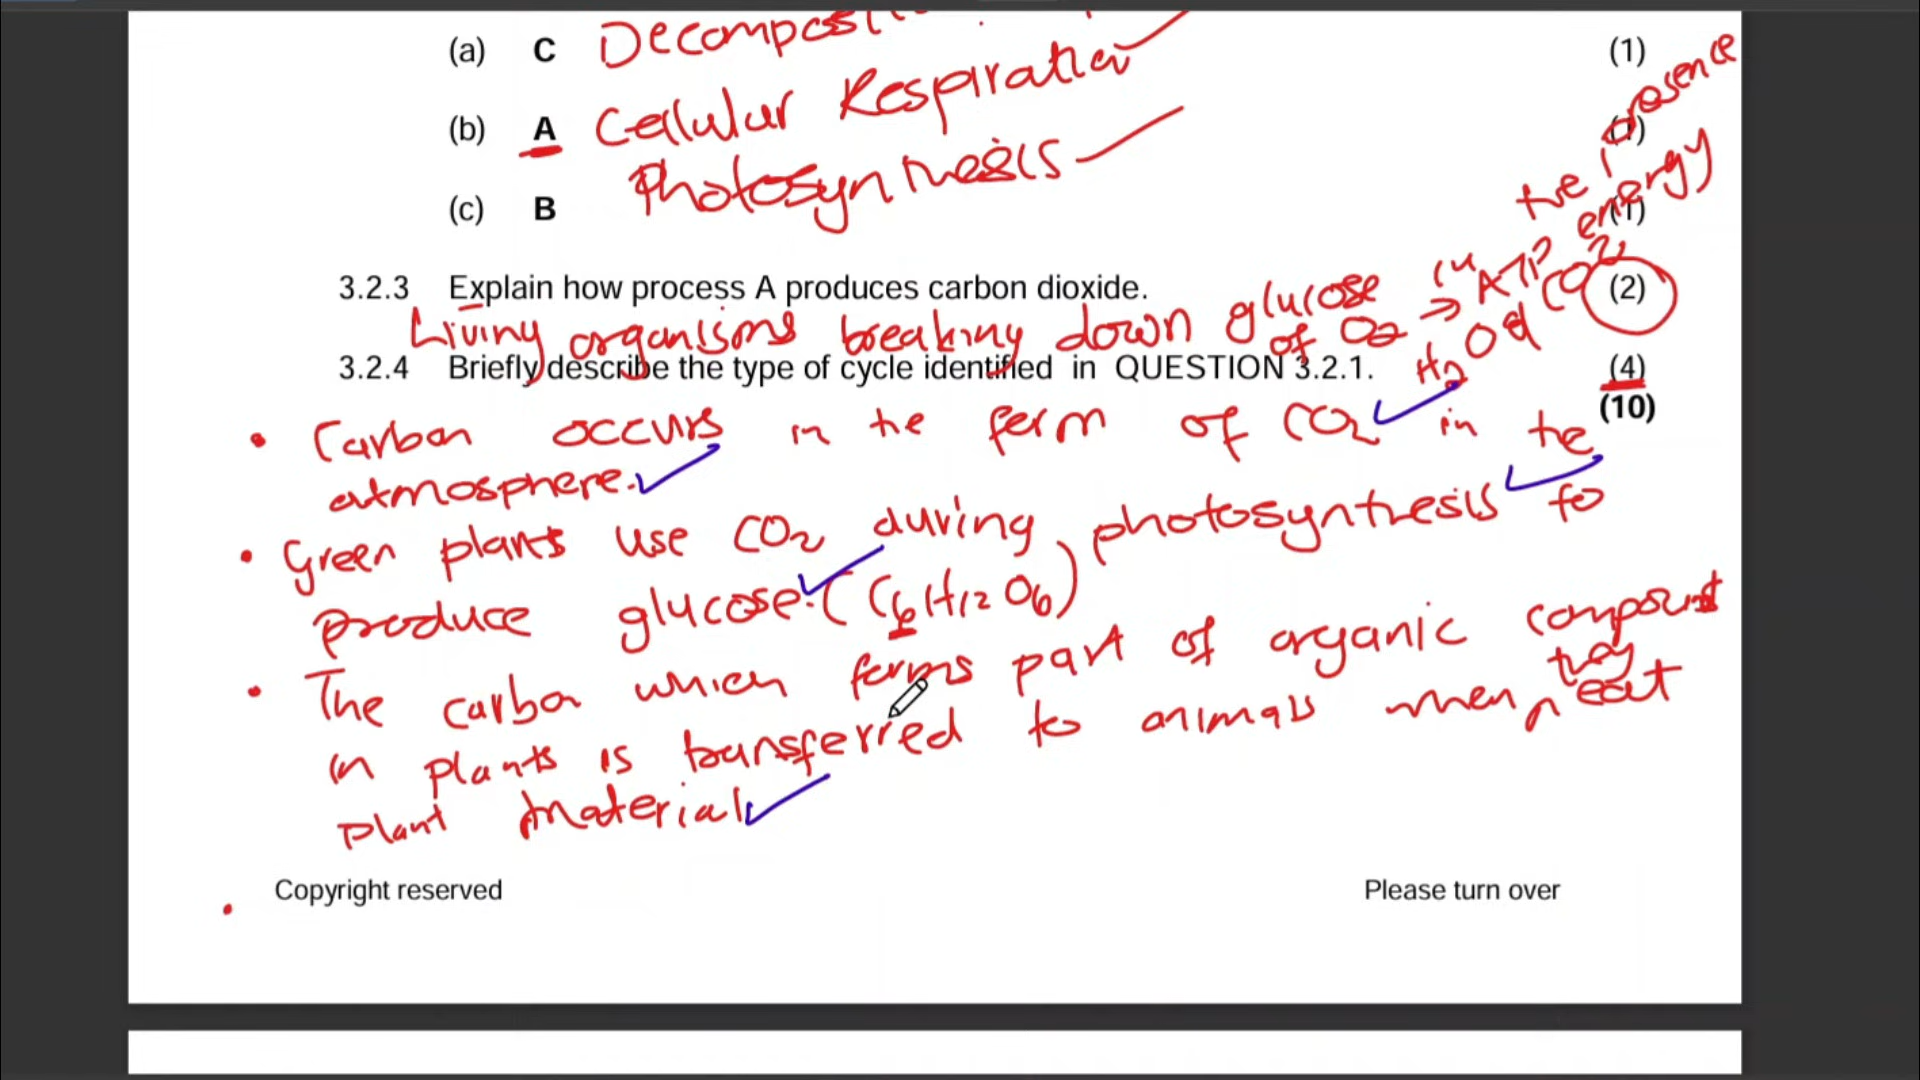 (a) C Decomposi (1)
(b) A Cellular Respiration (1)
(c) B Photosynthesis (1)
3.2.3 Explain how process A produces carbon dioxide. (2)
Living organisms breaking down glucose in the presence
of O2 → ATP energy
H2O CO2
3.2.4 Briefly describe the type of cycle identified in QUESTION 3.2.1. (4)
(10)
• Carbon occurs in the form of CO2 in the
atmosphere.
• Green plants use CO2 during photosynthesis to
produce glucose. (C6H12O6)
• The carbon which forms part of organic compound
in plants is transferred to animals when they eat
plant material
•
Copyright reserved Please turn over